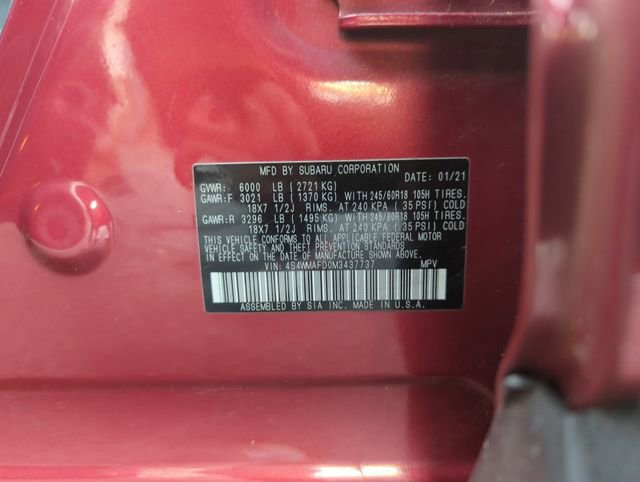 MFD BY SUBARU CORPORATION DATE: 01/21
GVWR: 6000 LB ( 2721 KG)
GAWR:F 3021 LB ( 1370 KG) WITH 245/60R18 105H TIRES.
18X7 1/2J RIMS. AT 240 KPA ( 35 PSI) COLD
GAWR:R 3296 LB ( 1495 KG) WITH 245/60R18 105H TIRES.
18X7 1/2J RIMS. AT 240 KPA ( 35 PSI) COLD
THIS VEHICLE CONFORMS TO ALL APPLICABLE FEDERAL MOTOR
VEHICLE SAFETY AND THEFT PREVENTION STANDARDS
IN EFFECT ON THE DATE OF MANUFACTURE SHOWN ABOVE.
VIN: 4S4WMAFD0M3437737 MPV
ASSEMBLED BY SIA INC. MADE IN U.S.A.